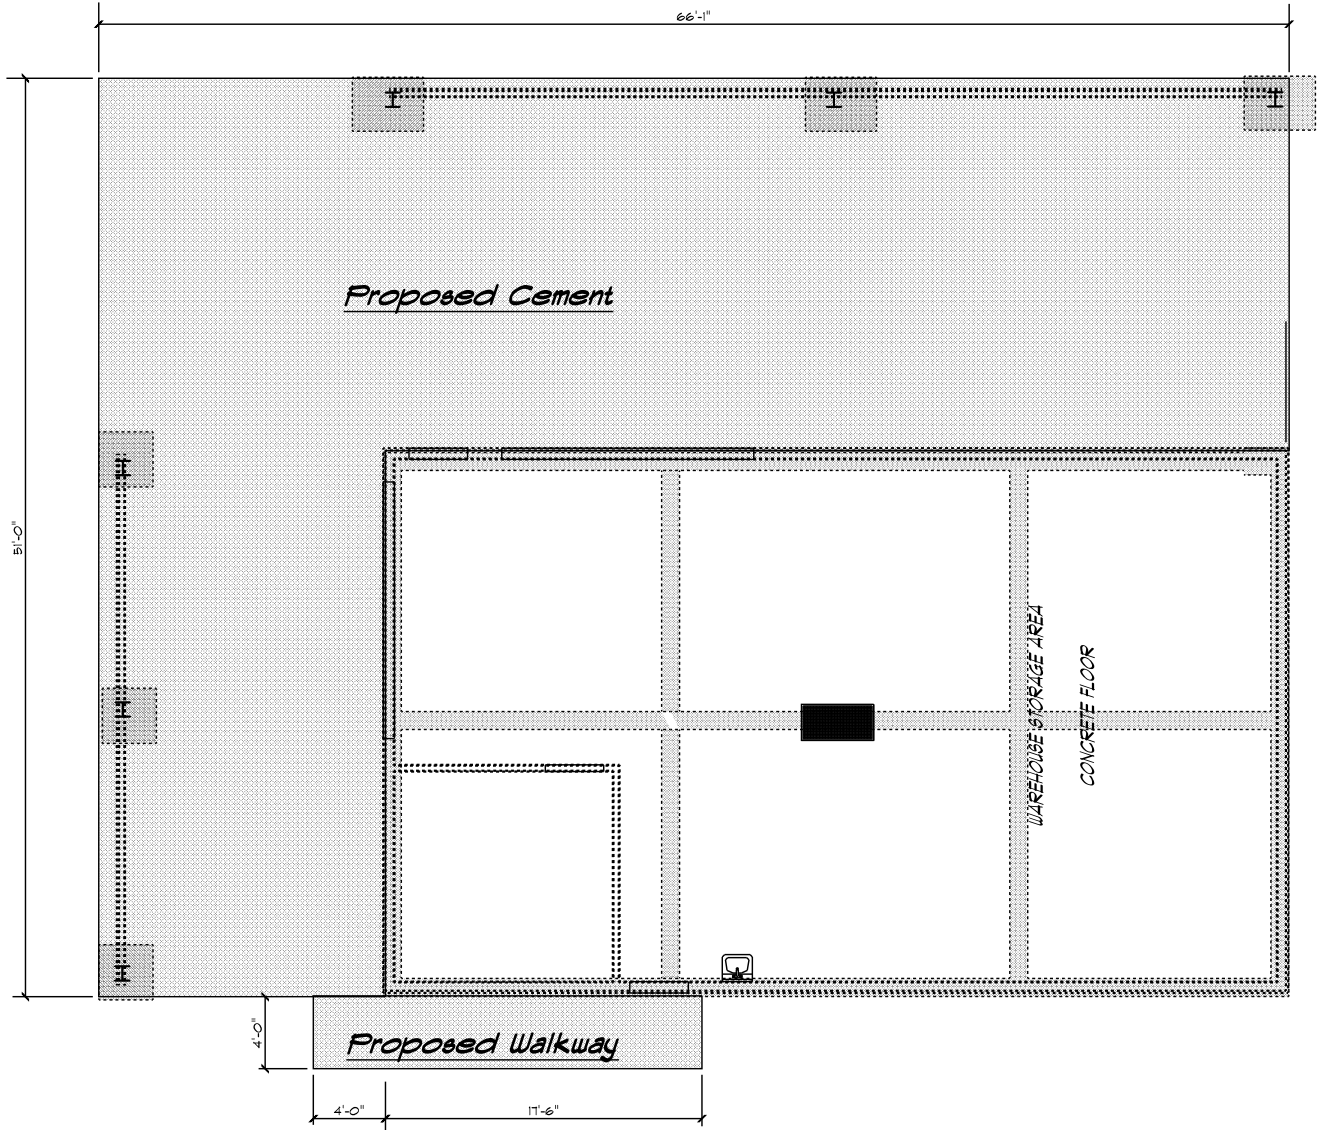 66'-1"
Proposed Cement
51'-0"
WAREHOUSE STORAGE AREA
CONCRETE FLOOR
4'-0"
Proposed Walkway
4'-0"
17'-6"